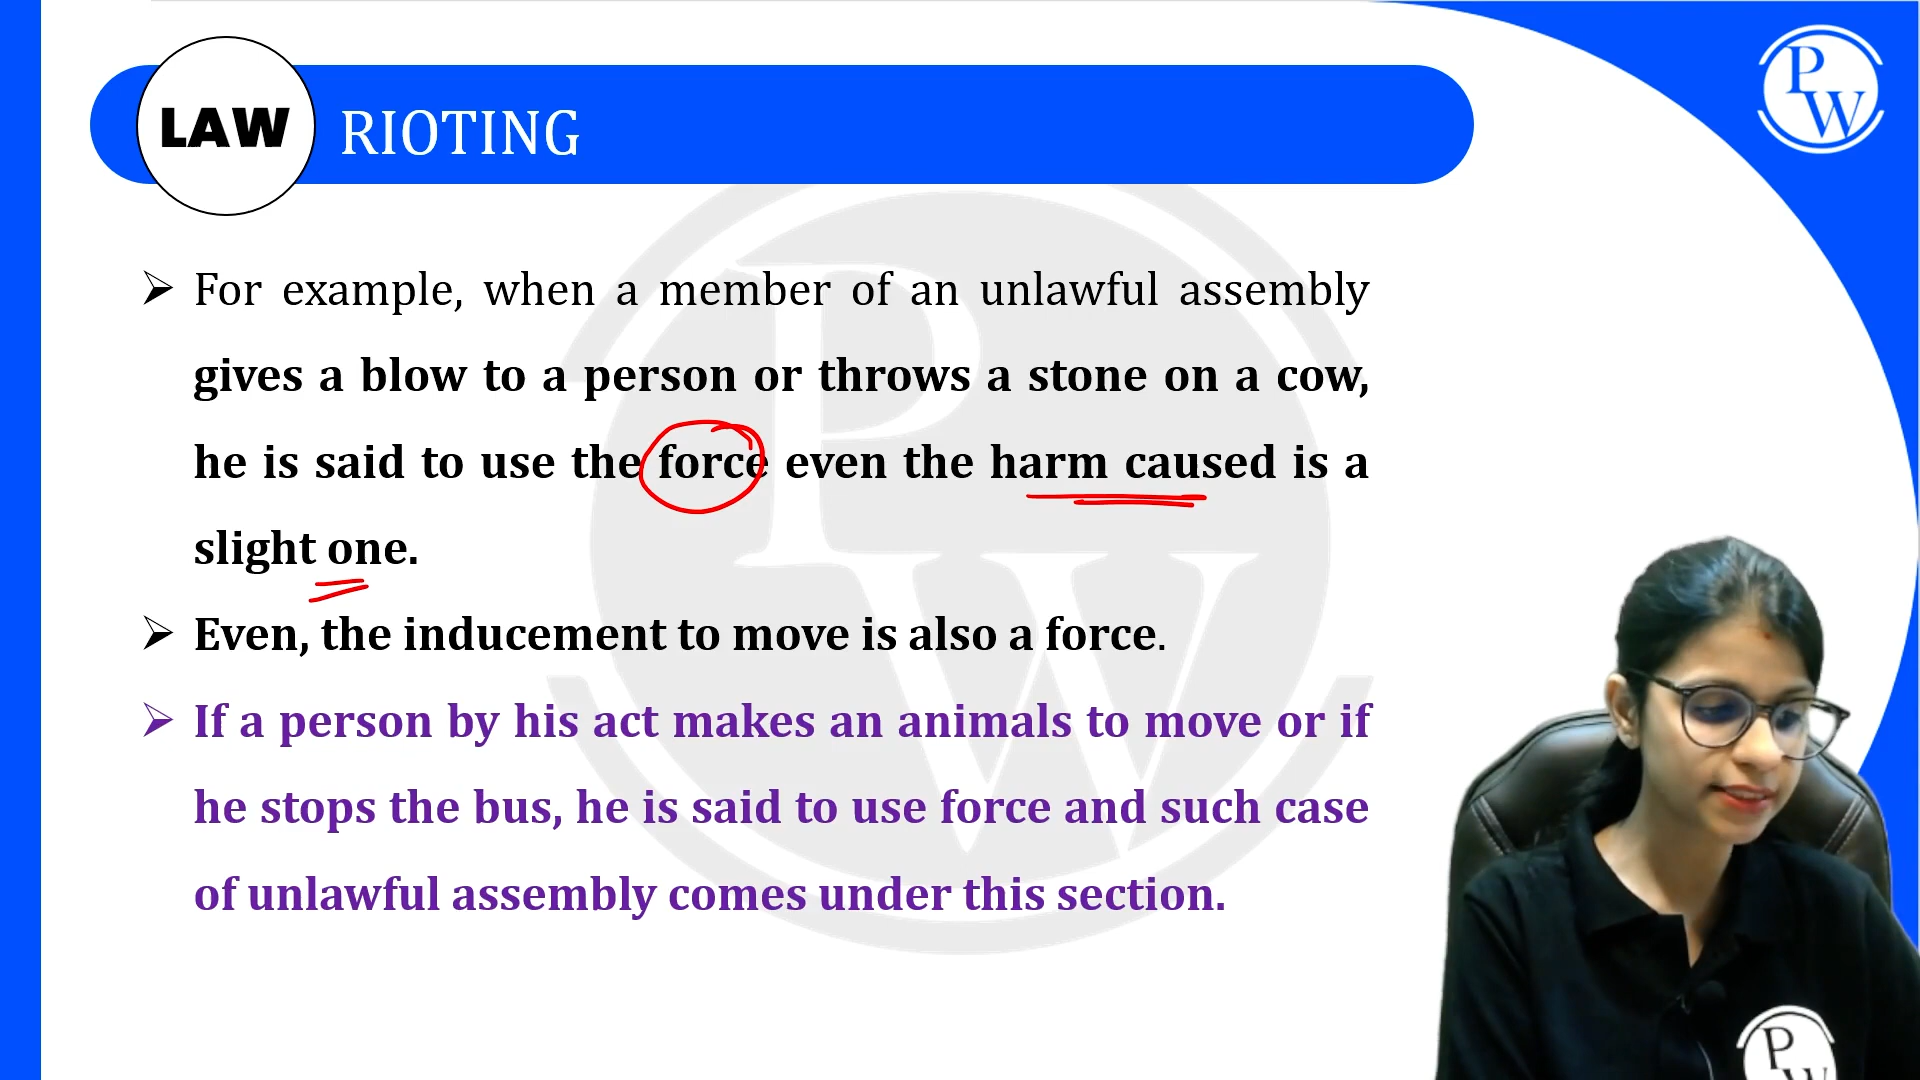 LAW RIOTING
P
W
➢ For example, when a member of an unlawful assembly
gives a blow to a person or throws a stone on a cow,
he is said to use the force even the harm caused is a
slight one.
➢ Even, the inducement to move is also a force.
➢ If a person by his act makes an animals to move or if
he stops the bus, he is said to use force and such case
of unlawful assembly comes under this section.
P
W
P
W